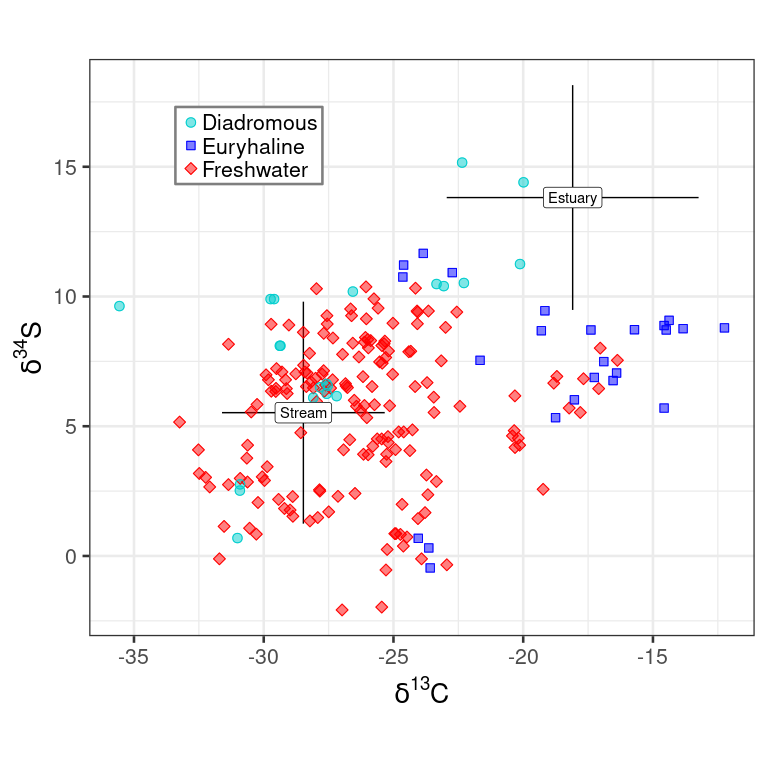 Diadromous
Euryhaline
Freshwater
Estuary
Stream
15
10
5
0
-35 -30 -25 -20 -15
δ¹³C
δ³⁴S